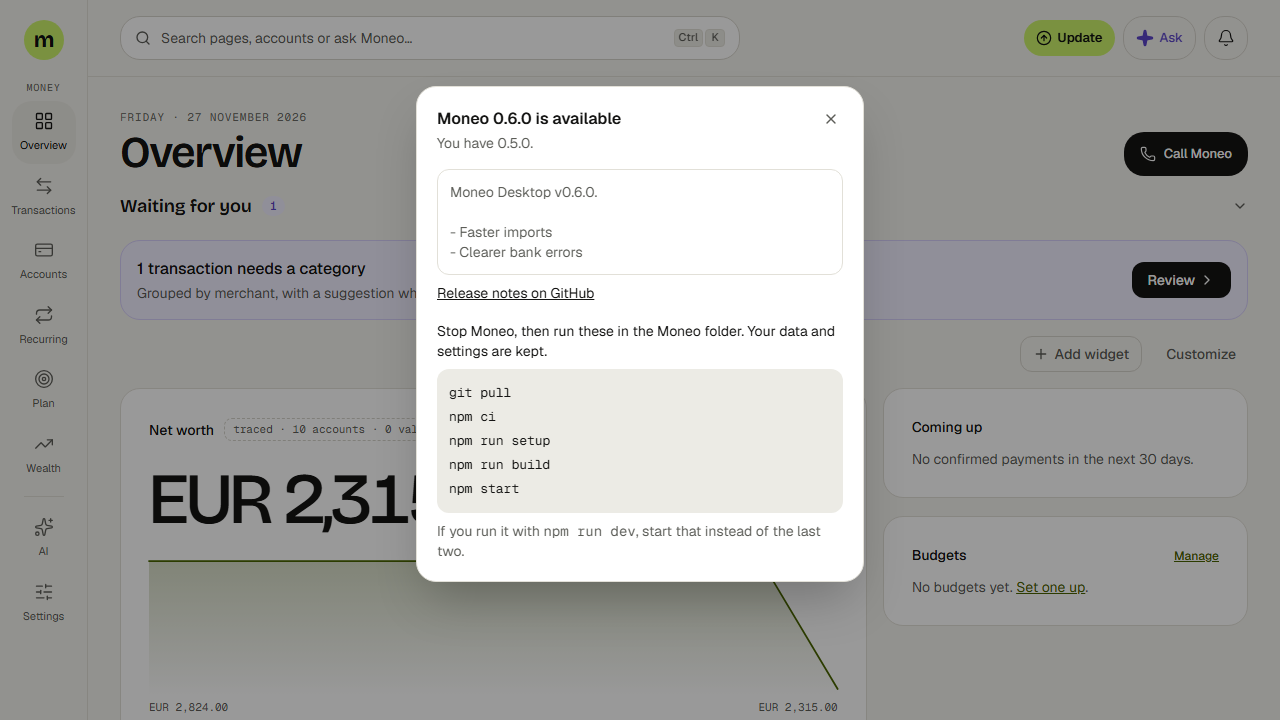 m
Search pages, accounts or ask Moneo...
Ctrl K
Update
Ask
MONEY
Overview
Transactions
Accounts
Recurring
Plan
Wealth
AI
Settings
FRIDAY · 27 NOVEMBER 2026
Overview
Call Moneo
Waiting for you 1
1 transaction needs a category
Grouped by merchant, with a suggestion
Review
Add widget
Customize
Net worth
traced · 10 accounts · 0
EUR 2,315
EUR 2,824.00
EUR 2,315.00
Coming up
No confirmed payments in the next 30 days.
Budgets
Manage
No budgets yet. Set one up.
Moneo 0.6.0 is available
You have 0.5.0.
Moneo Desktop v0.6.0.
- Faster imports
- Clearer bank errors
Release notes on GitHub
Stop Moneo, then run these in the Moneo folder. Your data and
settings are kept.
git pull
npm ci
npm run setup
npm run build
npm start
If you run it with npm run dev, start that instead of the last
two.